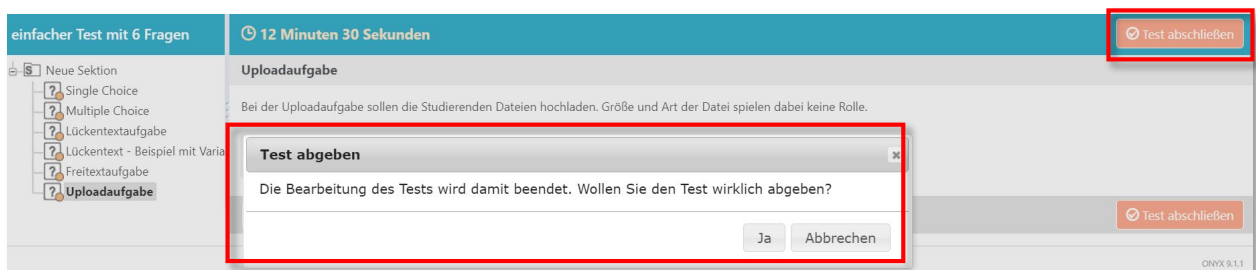 einfacher Test mit 6 Fragen
12 Minuten 30 Sekunden
Test abschließen
S Neue Sektion
? Single Choice
? Multiple Choice
? Lückentextaufgabe
? Lückentext - Beispiel mit Varia
? Freitextaufgabe
? Uploadaufgabe
Uploadaufgabe
Bei der Uploadaufgabe sollen die Studierenden Dateien hochladen. Größe und Art der Datei spielen dabei keine Rolle.
Test abgeben
Die Bearbeitung des Tests wird damit beendet. Wollen Sie den Test wirklich abgeben?
Ja Abbrechen
Test abschließen
ONYX 9.1.1